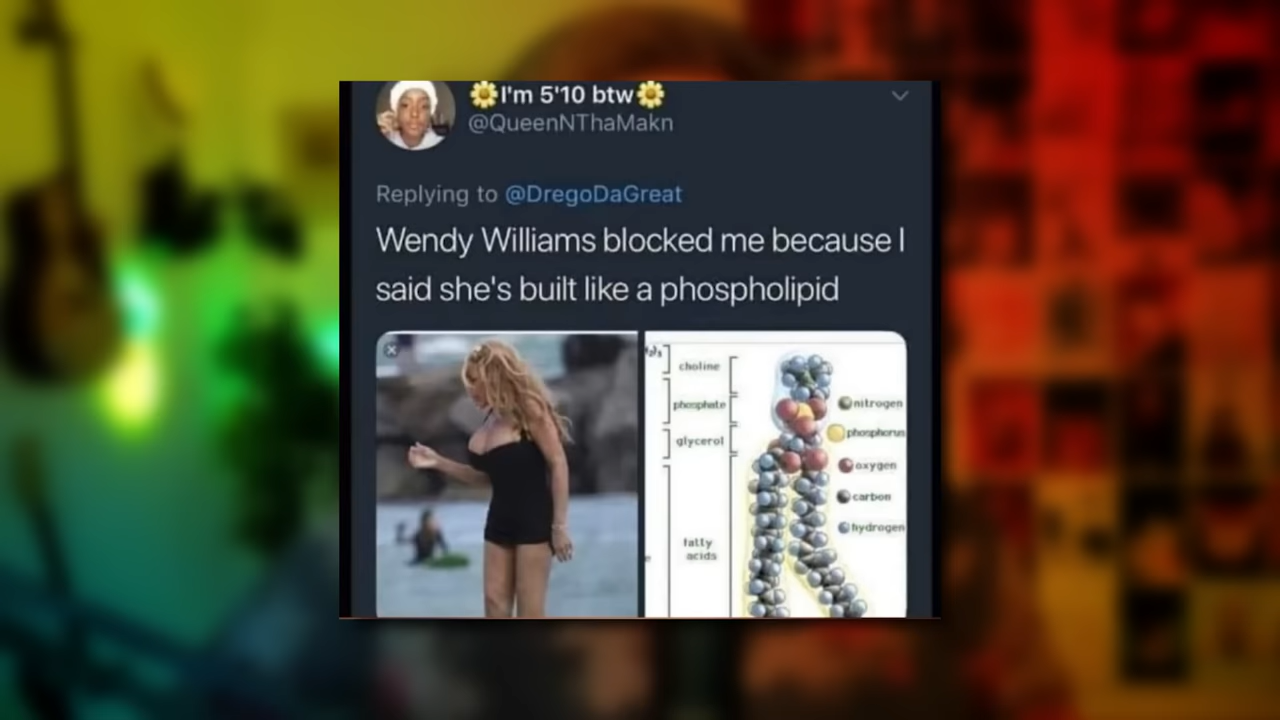 🌼I'm 5'10 btw🌼
@QueenNThaMakn
Replying to @DregoDaGreat
Wendy Williams blocked me because I
said she's built like a phospholipid
choline
phosphate
glycerol
fatty
acids
nitrogen
phosphorus
oxygen
carbon
hydrogen